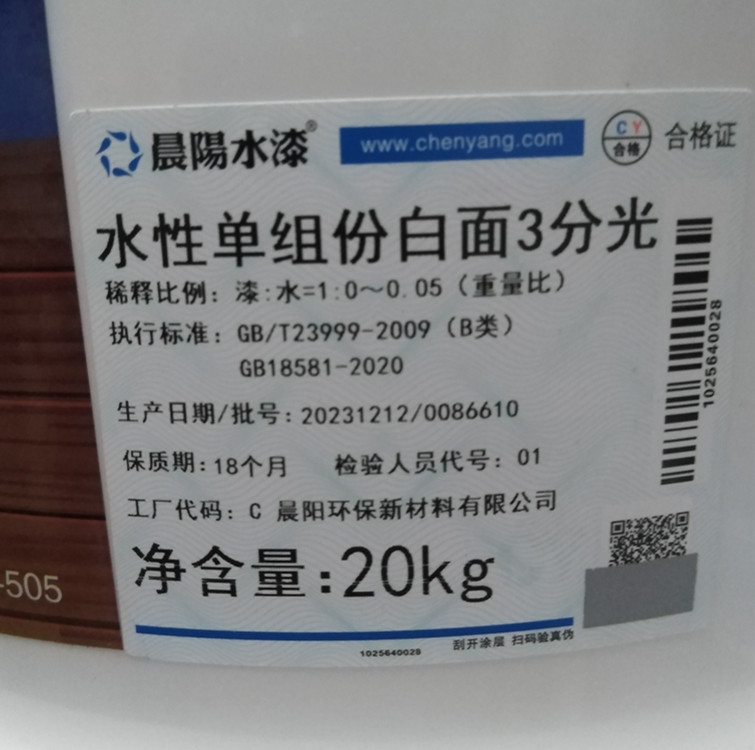 晨陽水漆®
www.chenyang.com
CY
合格
合格证
水性单组份白面3分光
稀释比例：漆:水=1:0～0.05（重量比）
执行标准：GB/T23999-2009（B类）
GB18581-2020
生产日期/批号：20231212/0086610
保质期：18个月 检验人员代号：01
工厂代码：C 晨阳环保新材料有限公司
净含量：20kg
1025640028
1025640028
刮开涂层 扫码验真伪
-505